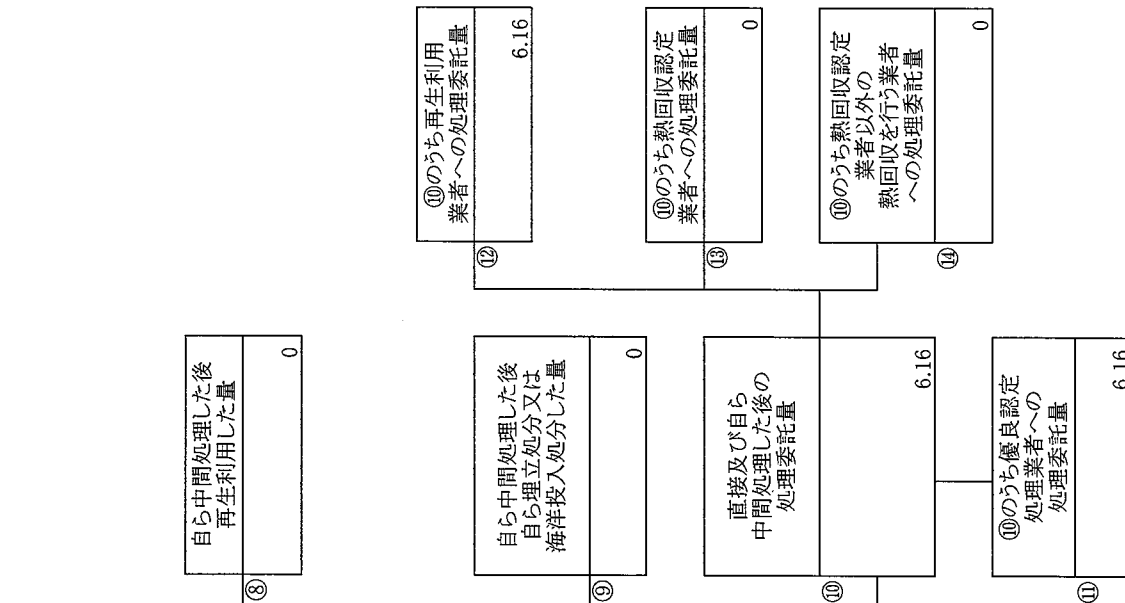 ⑧
自ら中間処理した後
再生利用した量
0
⑨
自ら中間処理した後
自ら埋立処分又は
海洋投入処分した量
0
⑩
直接及び自ら
中間処理した後の
処理委託量
6.16
⑪
⑩のうち優良認定
処理業者への
処理委託量
6.16
⑫
⑩のうち再生利用
業者への処理委託量
6.16
⑬
⑩のうち熱回収認定
業者への処理委託量
0
⑭
⑩のうち熱回収認定
業者以外の
熱回収を行う業者
への処理委託量
0